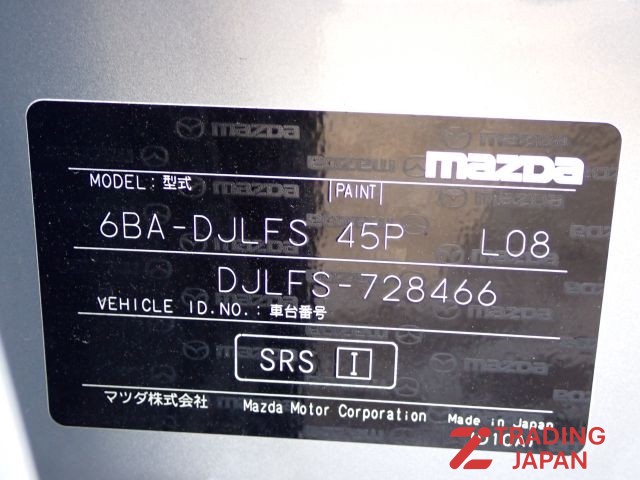 mazda
MODEL:型式 PAINT
6BA-DJLFS 45P L08
DJLFS-728466
VEHICLE ID.NO.:車台番号
SRS I
マツダ株式会社 Mazda Motor Corporation Made in Japan
TRADING
JAPAN